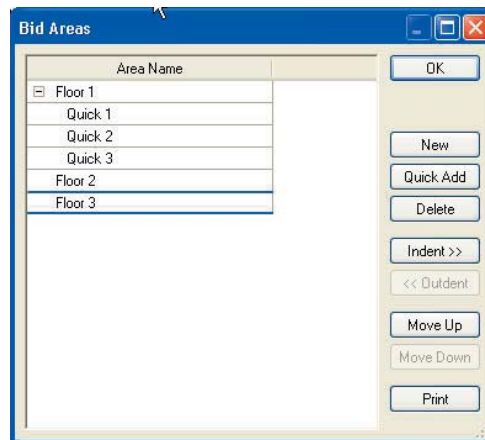 Bid Areas
Area Name
Floor 1
Quick 1
Quick 2
Quick 3
Floor 2
Floor 3
OK
New
Quick Add
Delete
Indent >>
<< Outdent
Move Up
Move Down
Print